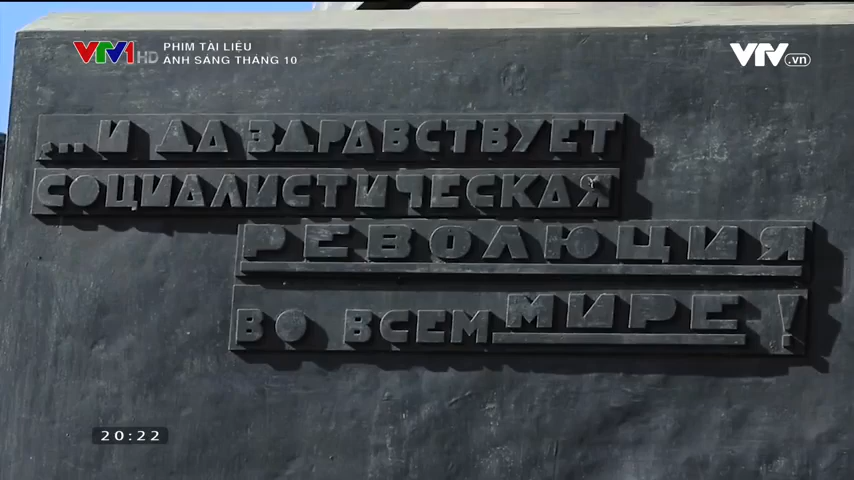 VTV1 HD
PHIM TÀI LIỆU
ÁNH SÁNG THÁNG 10
VTV.vn
...И ДА ЗДРАВСТВУЕТ
СОЦИАЛИСТИЧЕСКАЯ
РЕВОЛЮЦИЯ
ВО ВСЕМ МИРЕ!
20:22